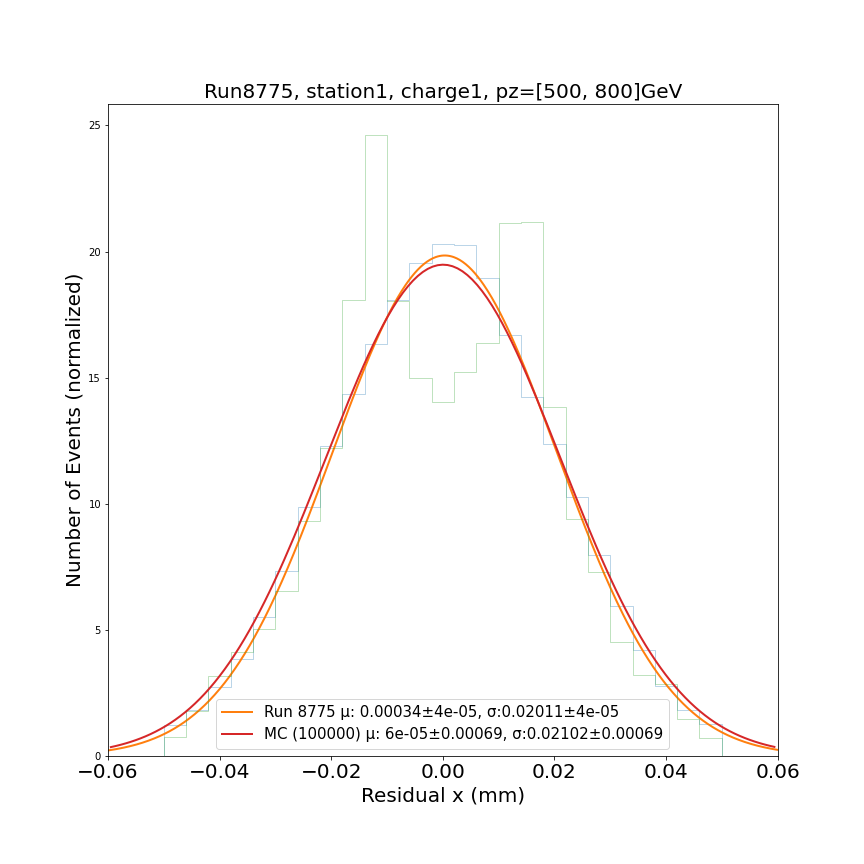 Run8775, station1, charge1, pz=[500, 800]GeV
Number of Events (normalized)
25
20
15
10
5
0
Run 8775 μ: 0.00034±4e-05, σ:0.02011±4e-05
MC (100000) μ: 6e-05±0.00069, σ:0.02102±0.00069
−0.06 −0.04 −0.02 0.00 0.02 0.04 0.06
Residual x (mm)